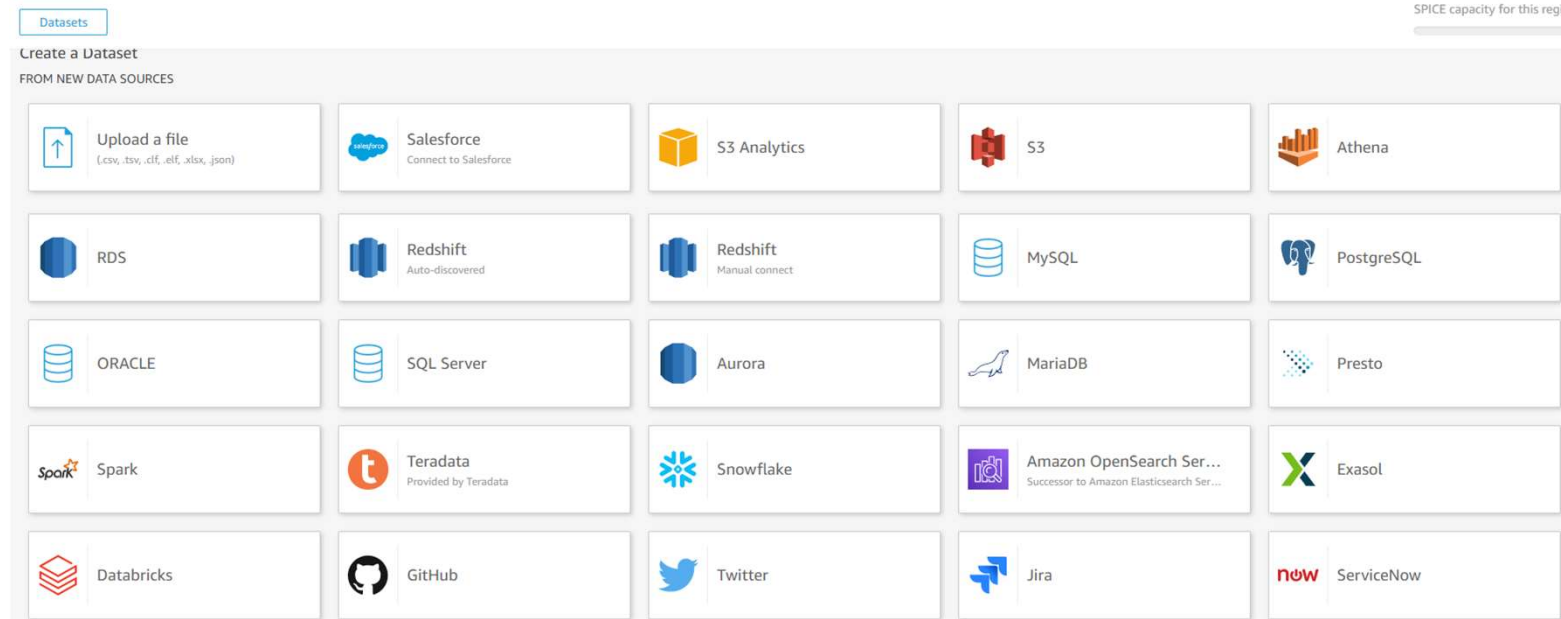 Datasets
SPICE capacity for this regi
Create a Dataset
FROM NEW DATA SOURCES
Upload a file
(.csv, .tsv, .clf, .elf, .xlsx, .json)
salesforce
Salesforce
Connect to Salesforce
S3 Analytics
S3
Athena
RDS
Redshift
Auto-discovered
Redshift
Manual connect
MySQL
PostgreSQL
ORACLE
SQL Server
Aurora
MariaDB
Presto
Spark
Spark
t
Teradata
Provided by Teradata
Snowflake
Amazon OpenSearch Ser...
Successor to Amazon Elasticsearch Ser...
Exasol
Databricks
GitHub
Twitter
Jira
now
ServiceNow